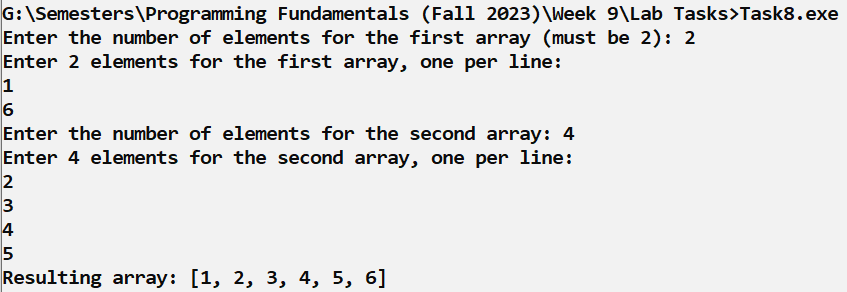 G:\Semesters\Programming Fundamentals (Fall 2023)\Week 9\Lab Tasks>Task8.exe
Enter the number of elements for the first array (must be 2): 2
Enter 2 elements for the first array, one per line:
1
6
Enter the number of elements for the second array: 4
Enter 4 elements for the second array, one per line:
2
3
4
5
Resulting array: [1, 2, 3, 4, 5, 6]